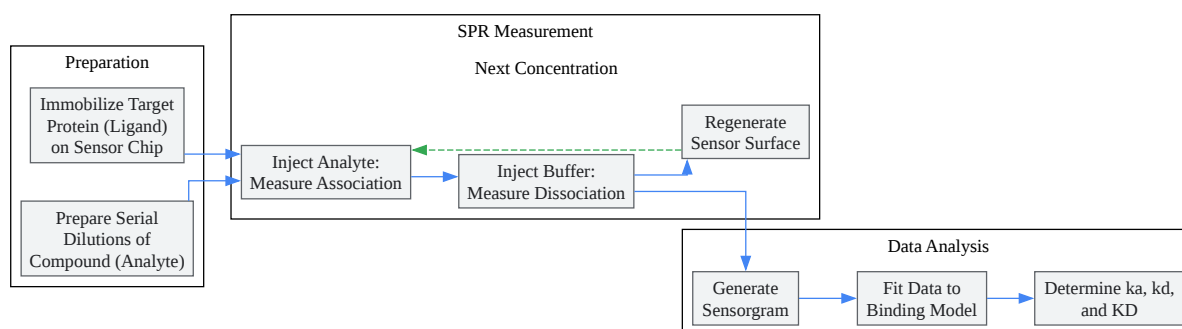 Preparation
Immobilize Target
Protein (Ligand)
on Sensor Chip
Prepare Serial
Dilutions of
Compound (Analyte)
SPR Measurement
Next Concentration
Inject Analyte:
Measure Association
Inject Buffer:
Measure Dissociation
Regenerate
Sensor Surface
Data Analysis
Generate
Sensorgram
Fit Data to
Binding Model
Determine ka, kd,
and KD